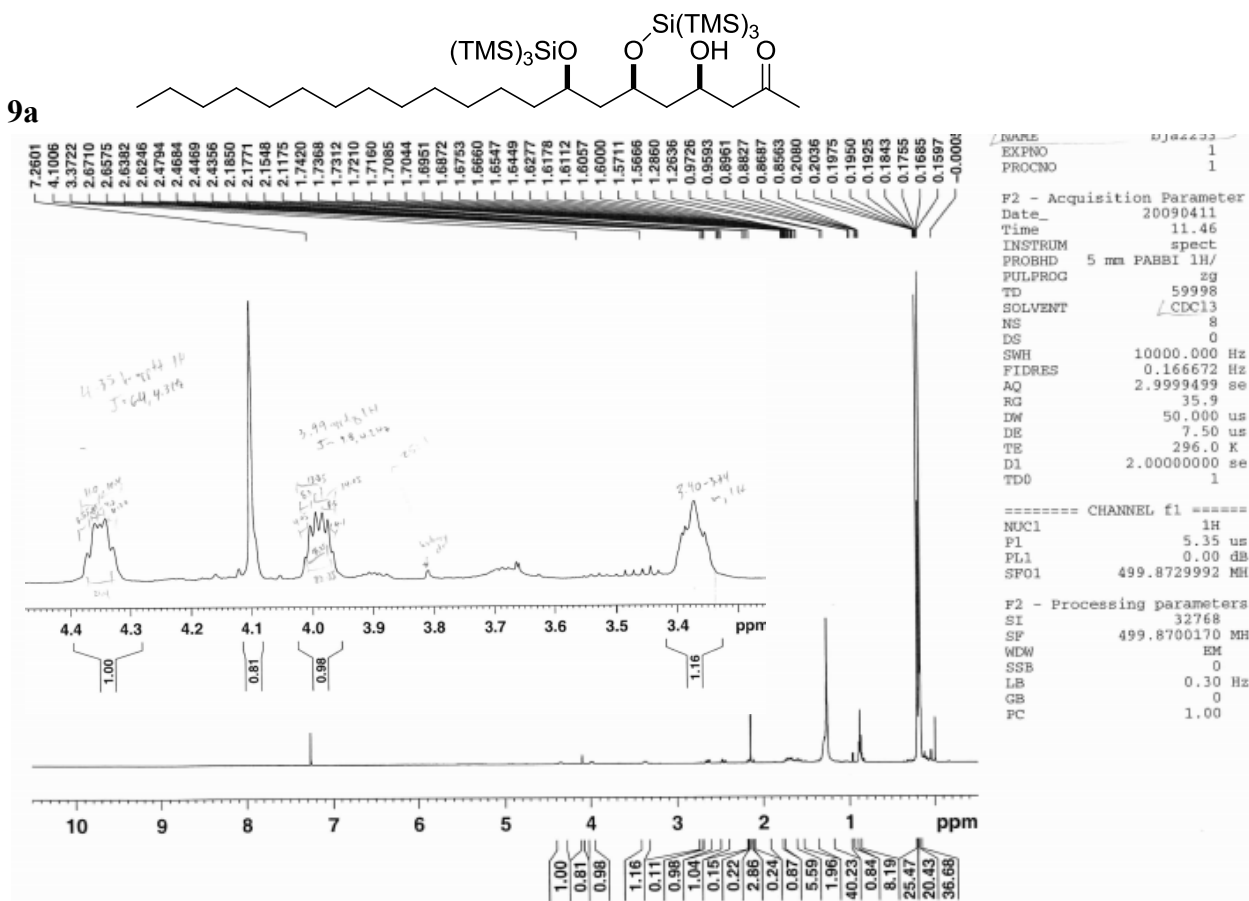 Si(TMS)3
(TMS)3SiO O OH O
9a
7.2601
4.1006
3.3722
2.6710
2.6575
2.6382
2.6246
2.4794
2.4684
2.4469
2.4356
2.1850
2.1771
2.1548
2.1175
1.7420
1.7368
1.7312
1.7210
1.7160
1.7085
1.7044
1.6951
1.6872
1.6753
1.6660
1.6547
1.6449
1.6277
1.6178
1.6112
1.6057
1.6000
1.5711
1.5666
1.2860
1.2636
0.9726
0.9593
0.8961
0.8827
0.8687
0.8563
0.2080
0.2036
0.1975
0.1950
0.1925
0.1843
0.1755
0.1685
0.1597
NAME bja2253
EXPNO 1
PROCNO 1
F2 - Acquisition Parameter
Date_ 20090411
Time 11.46
INSTRUM spect
PROBHD 5 mm PABBI 1H/
PULPROG zg
TD 59998
SOLVENT CDCl3
NS 8
DS 0
SWH 10000.000 Hz
FIDRES 0.166672 Hz
AQ 2.9999499 se
RG 35.9
DW 50.000 us
DE 7.50 us
TE 296.0 K
D1 2.00000000 se
TD0 1
======== CHANNEL f1 ======
NUC1 1H
P1 5.35 us
PL1 0.00 dB
SFO1 499.8729992 MH
F2 - Processing parameters
SI 32768
SF 499.8700170 MH
WDW EM
SSB 0
LB 0.30 Hz
GB 0
PC 1.00
4.4 4.3 4.2 4.1 4.0 3.9 3.8 3.7 3.6 3.5 3.4 ppm
1.00 0.81 0.98 1.16
10 9 8 7 6 5 4 3 2 1 ppm
1.00
0.81
0.98
1.16
0.11
0.98
1.04
0.15
0.22
2.86
0.24
0.87
5.59
1.96
40.23
0.84
8.19
25.47
20.43
36.68